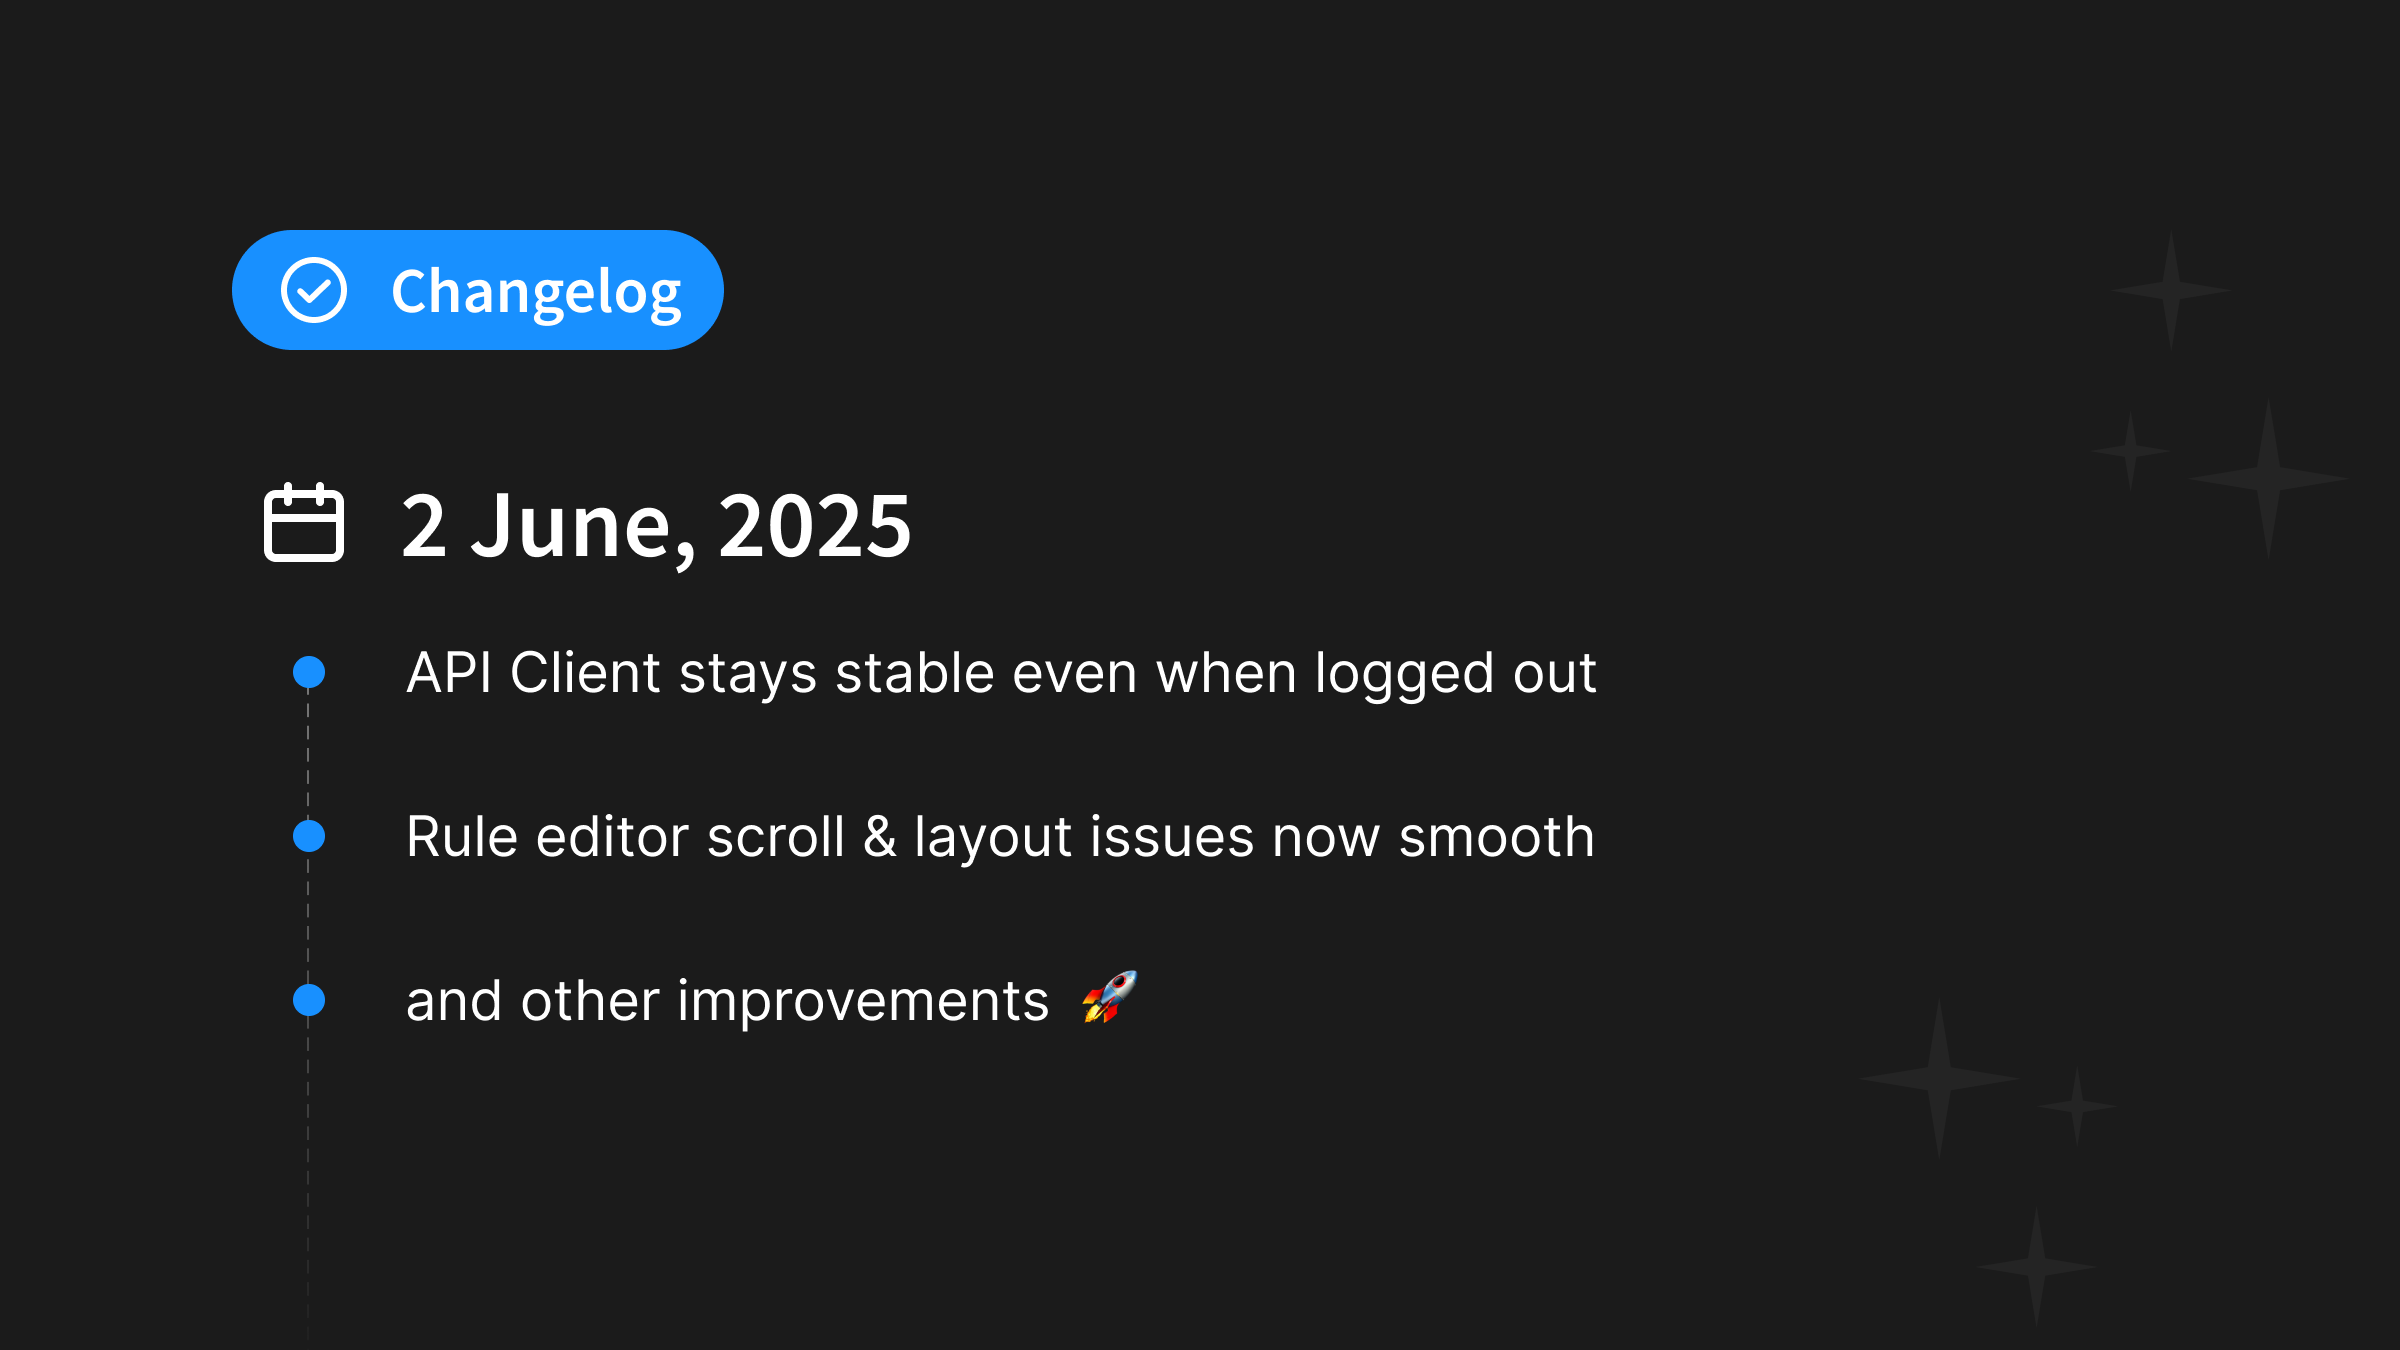 Changelog
2 June, 2025
API Client stays stable even when logged out
Rule editor scroll & layout issues now smooth
and other improvements 🚀